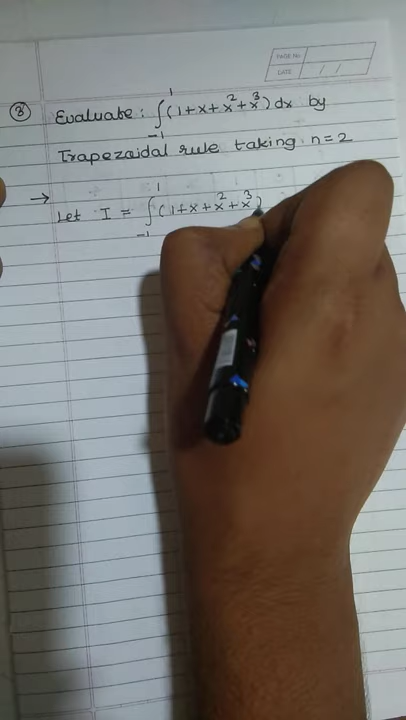 PAGE No
DATE / /
⑧ Evaluate : ∫₋₁¹ (1+x+x²+x³) dx by
Trapezoidal rule taking n=2
→ Let I = ∫₋₁¹ (1+x+x²+x³)